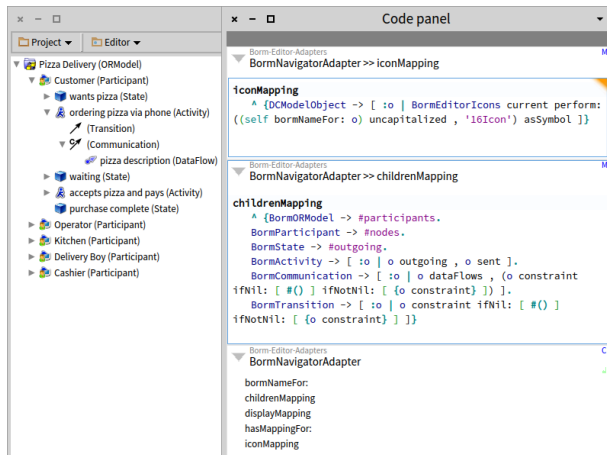 Project
Editor
Pizza Delivery (ORModel)
Customer (Participant)
wants pizza (State)
ordering pizza via phone (Activity)
(Transition)
(Communication)
pizza description (DataFlow)
waiting (State)
accepts pizza and pays (Activity)
purchase complete (State)
Operator (Participant)
Kitchen (Participant)
Delivery Boy (Participant)
Cashier (Participant)
Code panel
Borm-Editor-Adapters
BormNavigatorAdapter >> iconMapping
iconMapping
^ {DCModelObject -> [ :o | BormEditorIcons current perform:
((self bormNameFor: o) uncapitalized , '16Icon') asSymbol ]}
Borm-Editor-Adapters
BormNavigatorAdapter >> childrenMapping
childrenMapping
^ {BormORModel -> #participants.
BormParticipant -> #nodes.
BormState -> #outgoing.
BormActivity -> [ :o | o outgoing , o sent ].
BormCommunication -> [ :o | o dataFlows , (o constraint
ifNil: [ #() ] ifNotNil: [ {o constraint} ]) ].
BormTransition -> [ :o | o constraint ifNil: [ #() ]
ifNotNil: [ {o constraint} ] ]}
Borm-Editor-Adapters
BormNavigatorAdapter
bormNameFor:
childrenMapping
displayMapping
hasMappingFor:
iconMapping